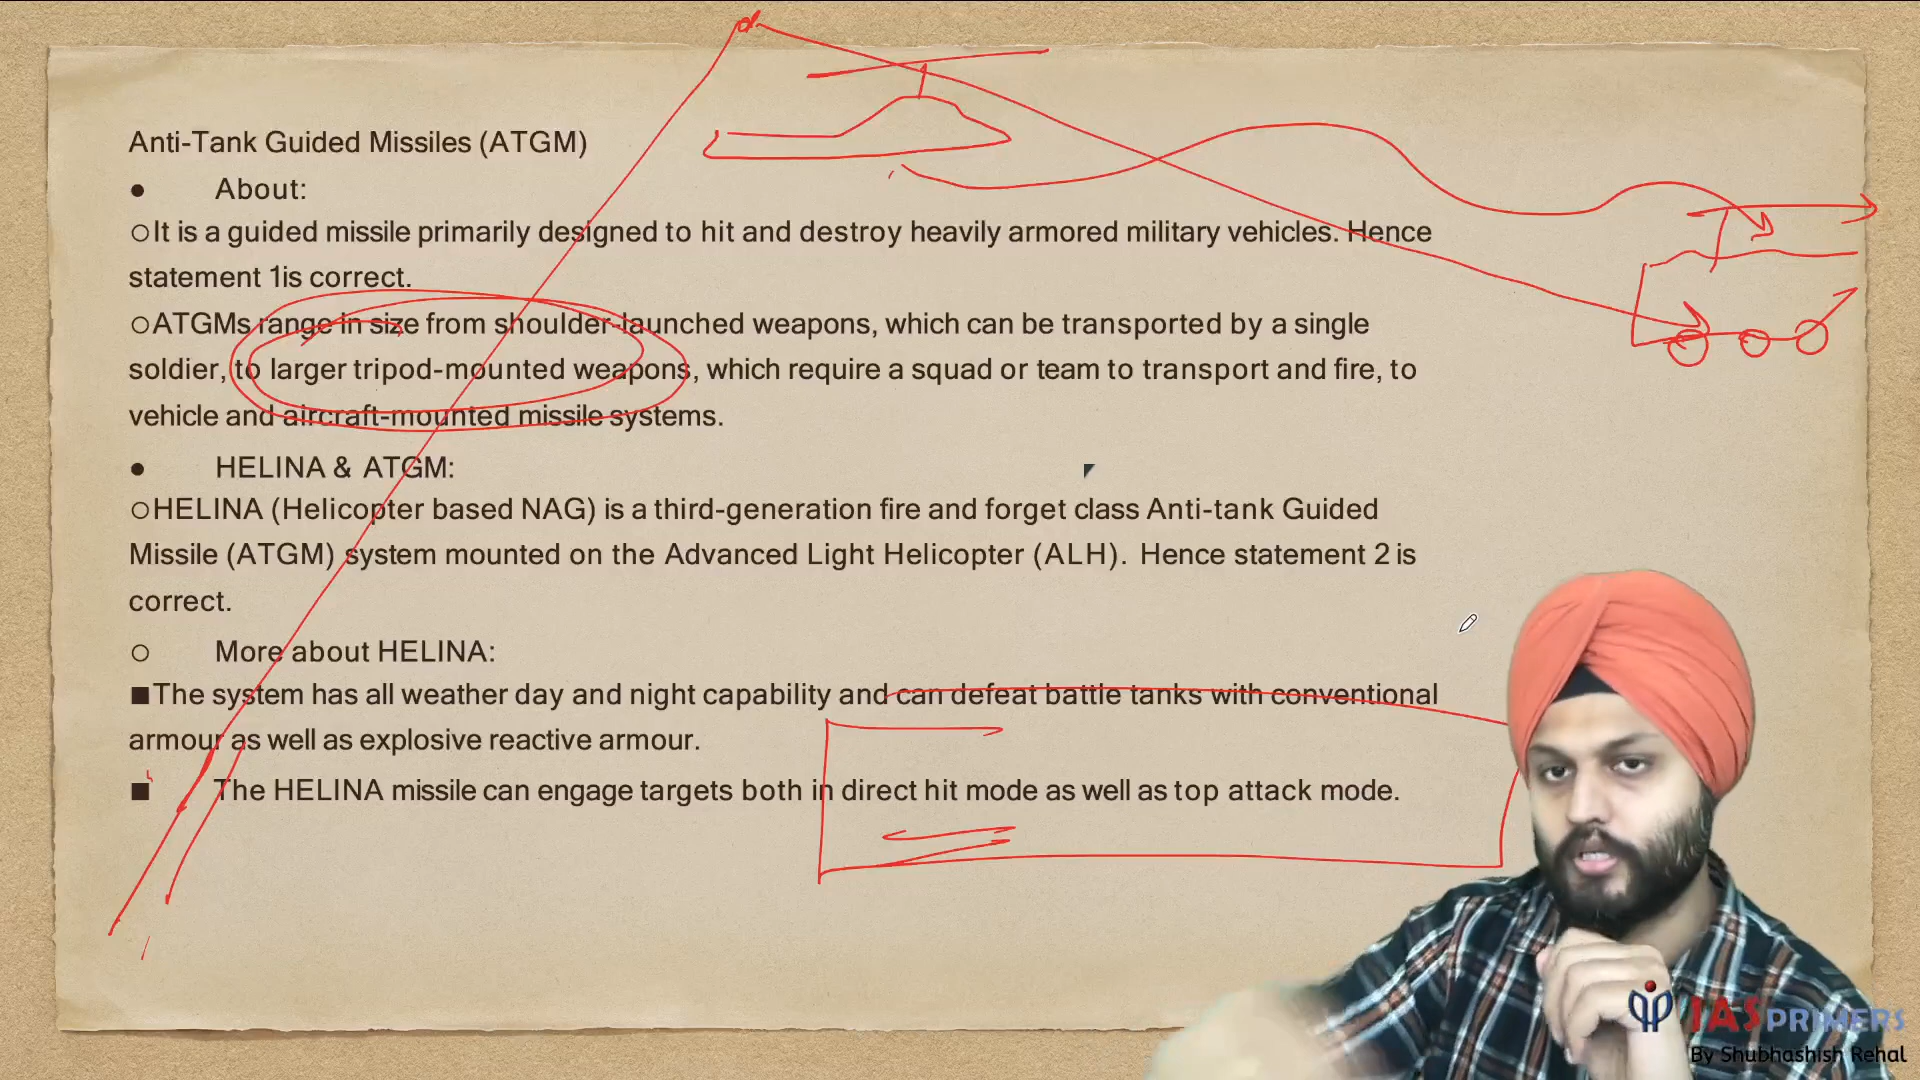 Anti-Tank Guided Missiles (ATGM)
● About:
○It is a guided missile primarily designed to hit and destroy heavily armored military vehicles. Hence
statement 1is correct.
○ATGMs range in size from shoulder-launched weapons, which can be transported by a single
soldier, to larger tripod-mounted weapons, which require a squad or team to transport and fire, to
vehicle and aircraft-mounted missile systems.
● HELINA & ATGM:
○HELINA (Helicopter based NAG) is a third-generation fire and forget class Anti-tank Guided
Missile (ATGM) system mounted on the Advanced Light Helicopter (ALH). Hence statement 2 is
correct.
○ More about HELINA:
■The system has all weather day and night capability and can defeat battle tanks with conventional
armour as well as explosive reactive armour.
■ The HELINA missile can engage targets both in direct hit mode as well as top attack mode.
IAS PRIMERS
By Shubhashish Rehal